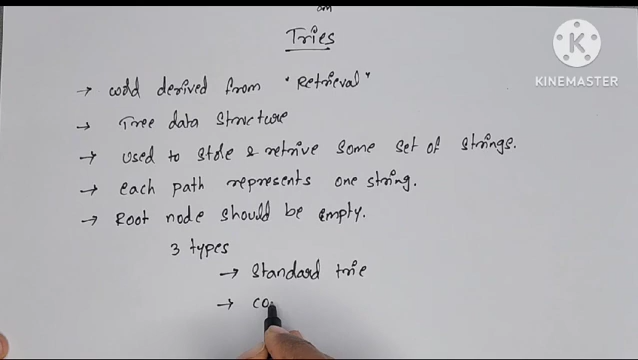 am
Tries
K
KINEMASTER
→ word derived from "Retrieval"
→ Tree data structure
→ used to store & retrive some set of strings.
→ each path represents one string.
→ Root node should be empty.
3 types
→ Standard trie
→ co